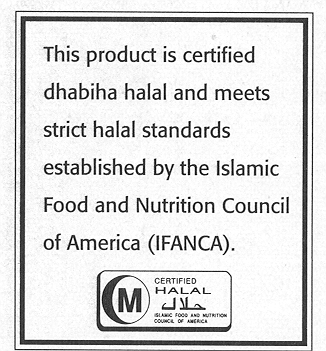 This product is certified
dhabiha halal and meets
strict halal standards
established by the Islamic
Food and Nutrition Council
of America (IFANCA).
M
CERTIFIED
HALAL
حلال
ISLAMIC FOOD AND NUTRITION
COUNCIL OF AMERICA